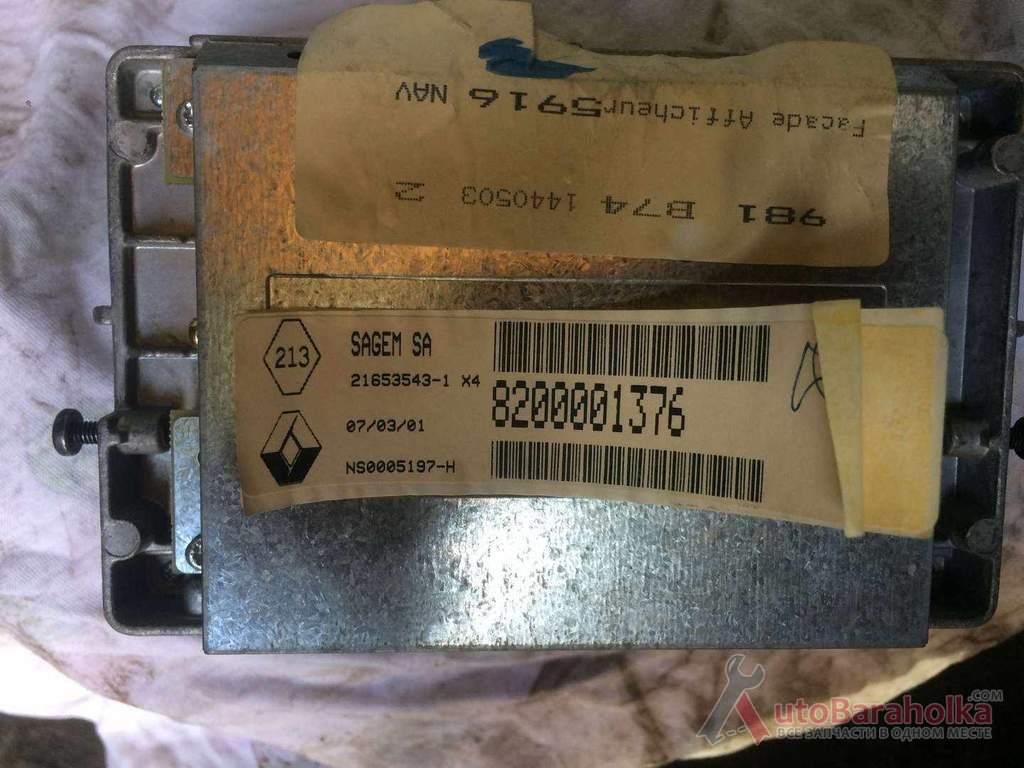 Facade Afficheur5916 NAV
981 B74 1440503 Z
213
SAGEM SA
21653543-1 X4
8200001376
07/03/01
NS0005197-H
AutoBaraholka.com
ВСЕ ЗАПЧАСТИ В ОДНОМ МЕСТЕ